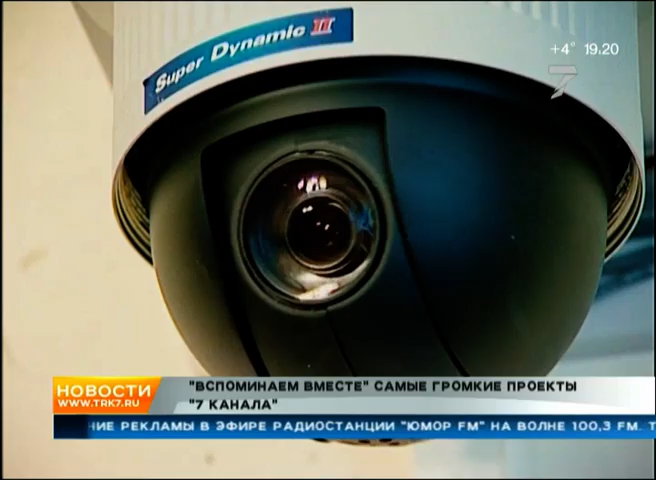 Super Dynamic II
+4° 19.20
7
"ВСПОМИНАЕМ ВМЕСТЕ" САМЫЕ ГРОМКИЕ ПРОЕКТЫ
"7 КАНАЛА"
НОВОСТИ
WWW.TRK7.RU
НИЕ РЕКЛАМЫ В ЭФИРЕ РАДИОСТАНЦИИ "ЮМОР FM" НА ВОЛНЕ 100,3 FM. Т